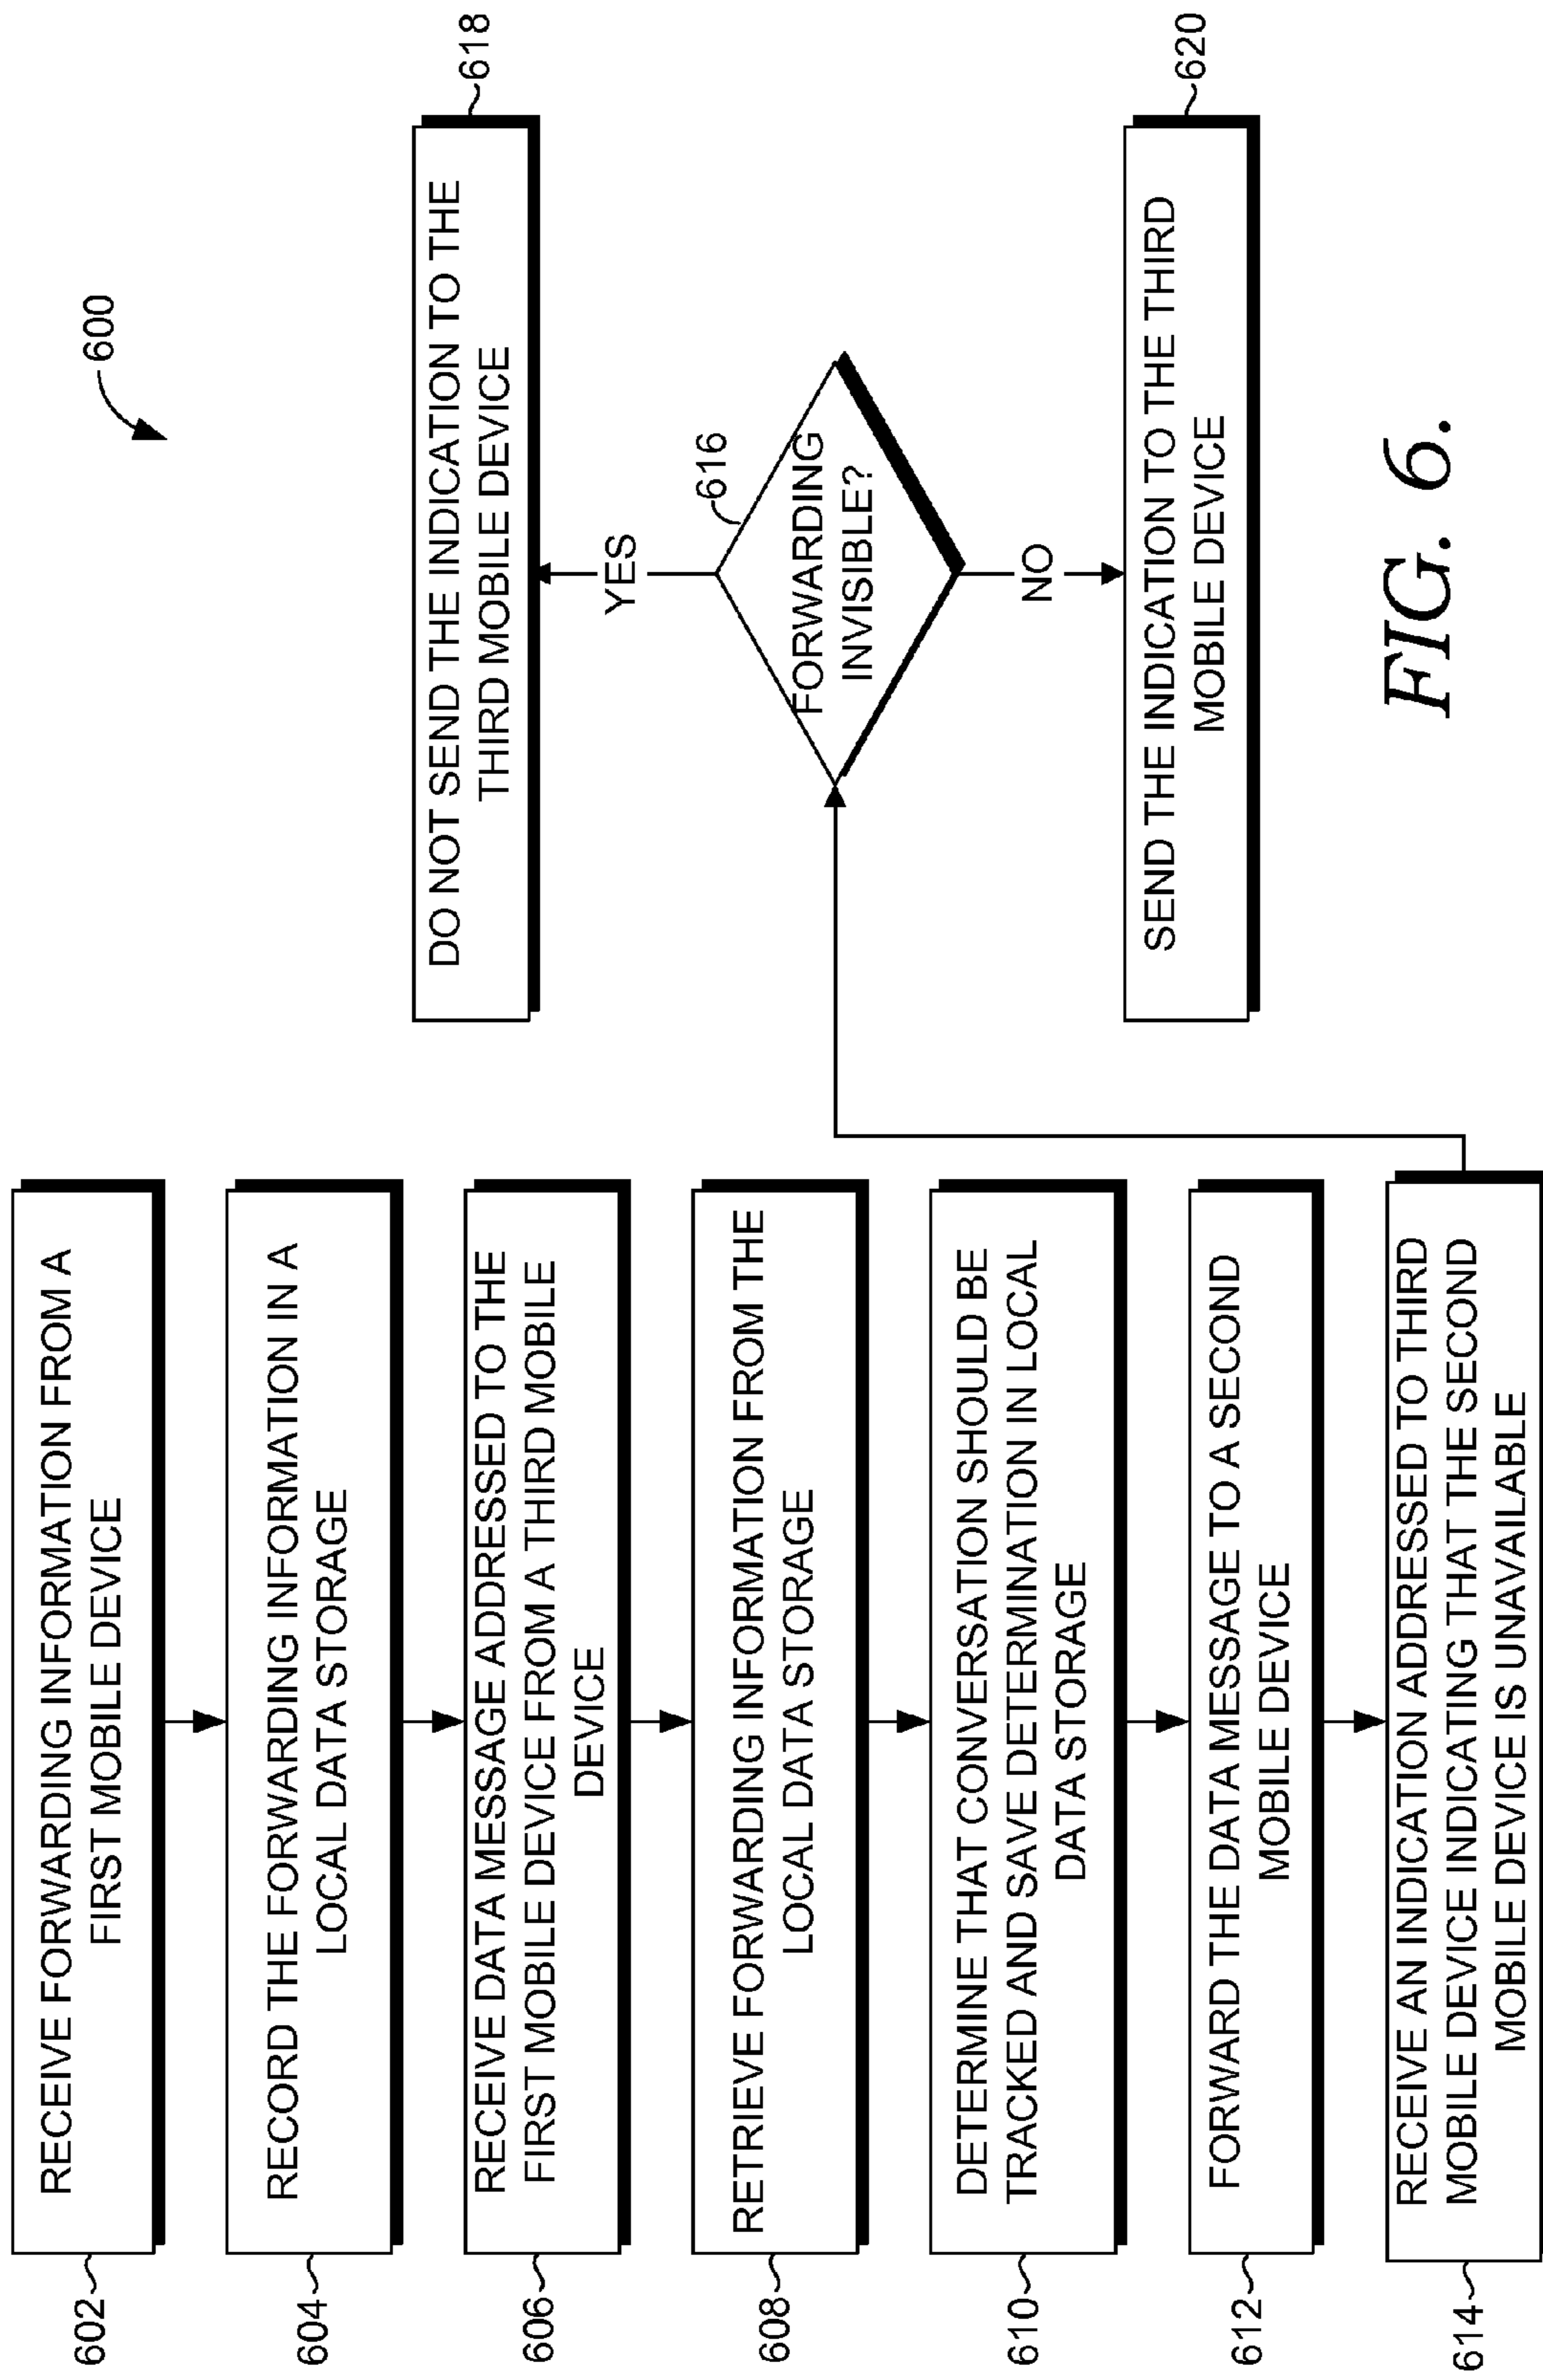 600
602
RECEIVE FORWARDING INFORMATION FROM A
FIRST MOBILE DEVICE
604
RECORD THE FORWARDING INFORMATION IN A
LOCAL DATA STORAGE
606
RECEIVE DATA MESSAGE ADDRESSED TO THE
FIRST MOBILE DEVICE FROM A THIRD MOBILE
DEVICE
608
RETRIEVE FORWARDING INFORMATION FROM THE
LOCAL DATA STORAGE
610
DETERMINE THAT CONVERSATION SHOULD BE
TRACKED AND SAVE DETERMINATION IN LOCAL
DATA STORAGE
612
FORWARD THE DATA MESSAGE TO A SECOND
MOBILE DEVICE
614
RECEIVE AN INDICATION ADDRESSED TO THIRD
MOBILE DEVICE INDICATING THAT THE SECOND
MOBILE DEVICE IS UNAVAILABLE
616
FORWARDING
INVISIBLE?
YES
618
DO NOT SEND THE INDICATION TO THE
THIRD MOBILE DEVICE
NO
620
SEND THE INDICATION TO THE THIRD
MOBILE DEVICE
FIG. 6.